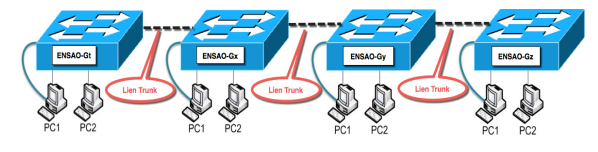 ENSAO-Gt
ENSAO-Gx
ENSAO-Gy
ENSAO-Gz
Lien Trunk
Lien Trunk
Lien Trunk
PC1
PC2
PC1
PC2
PC1
PC2
PC1
PC2